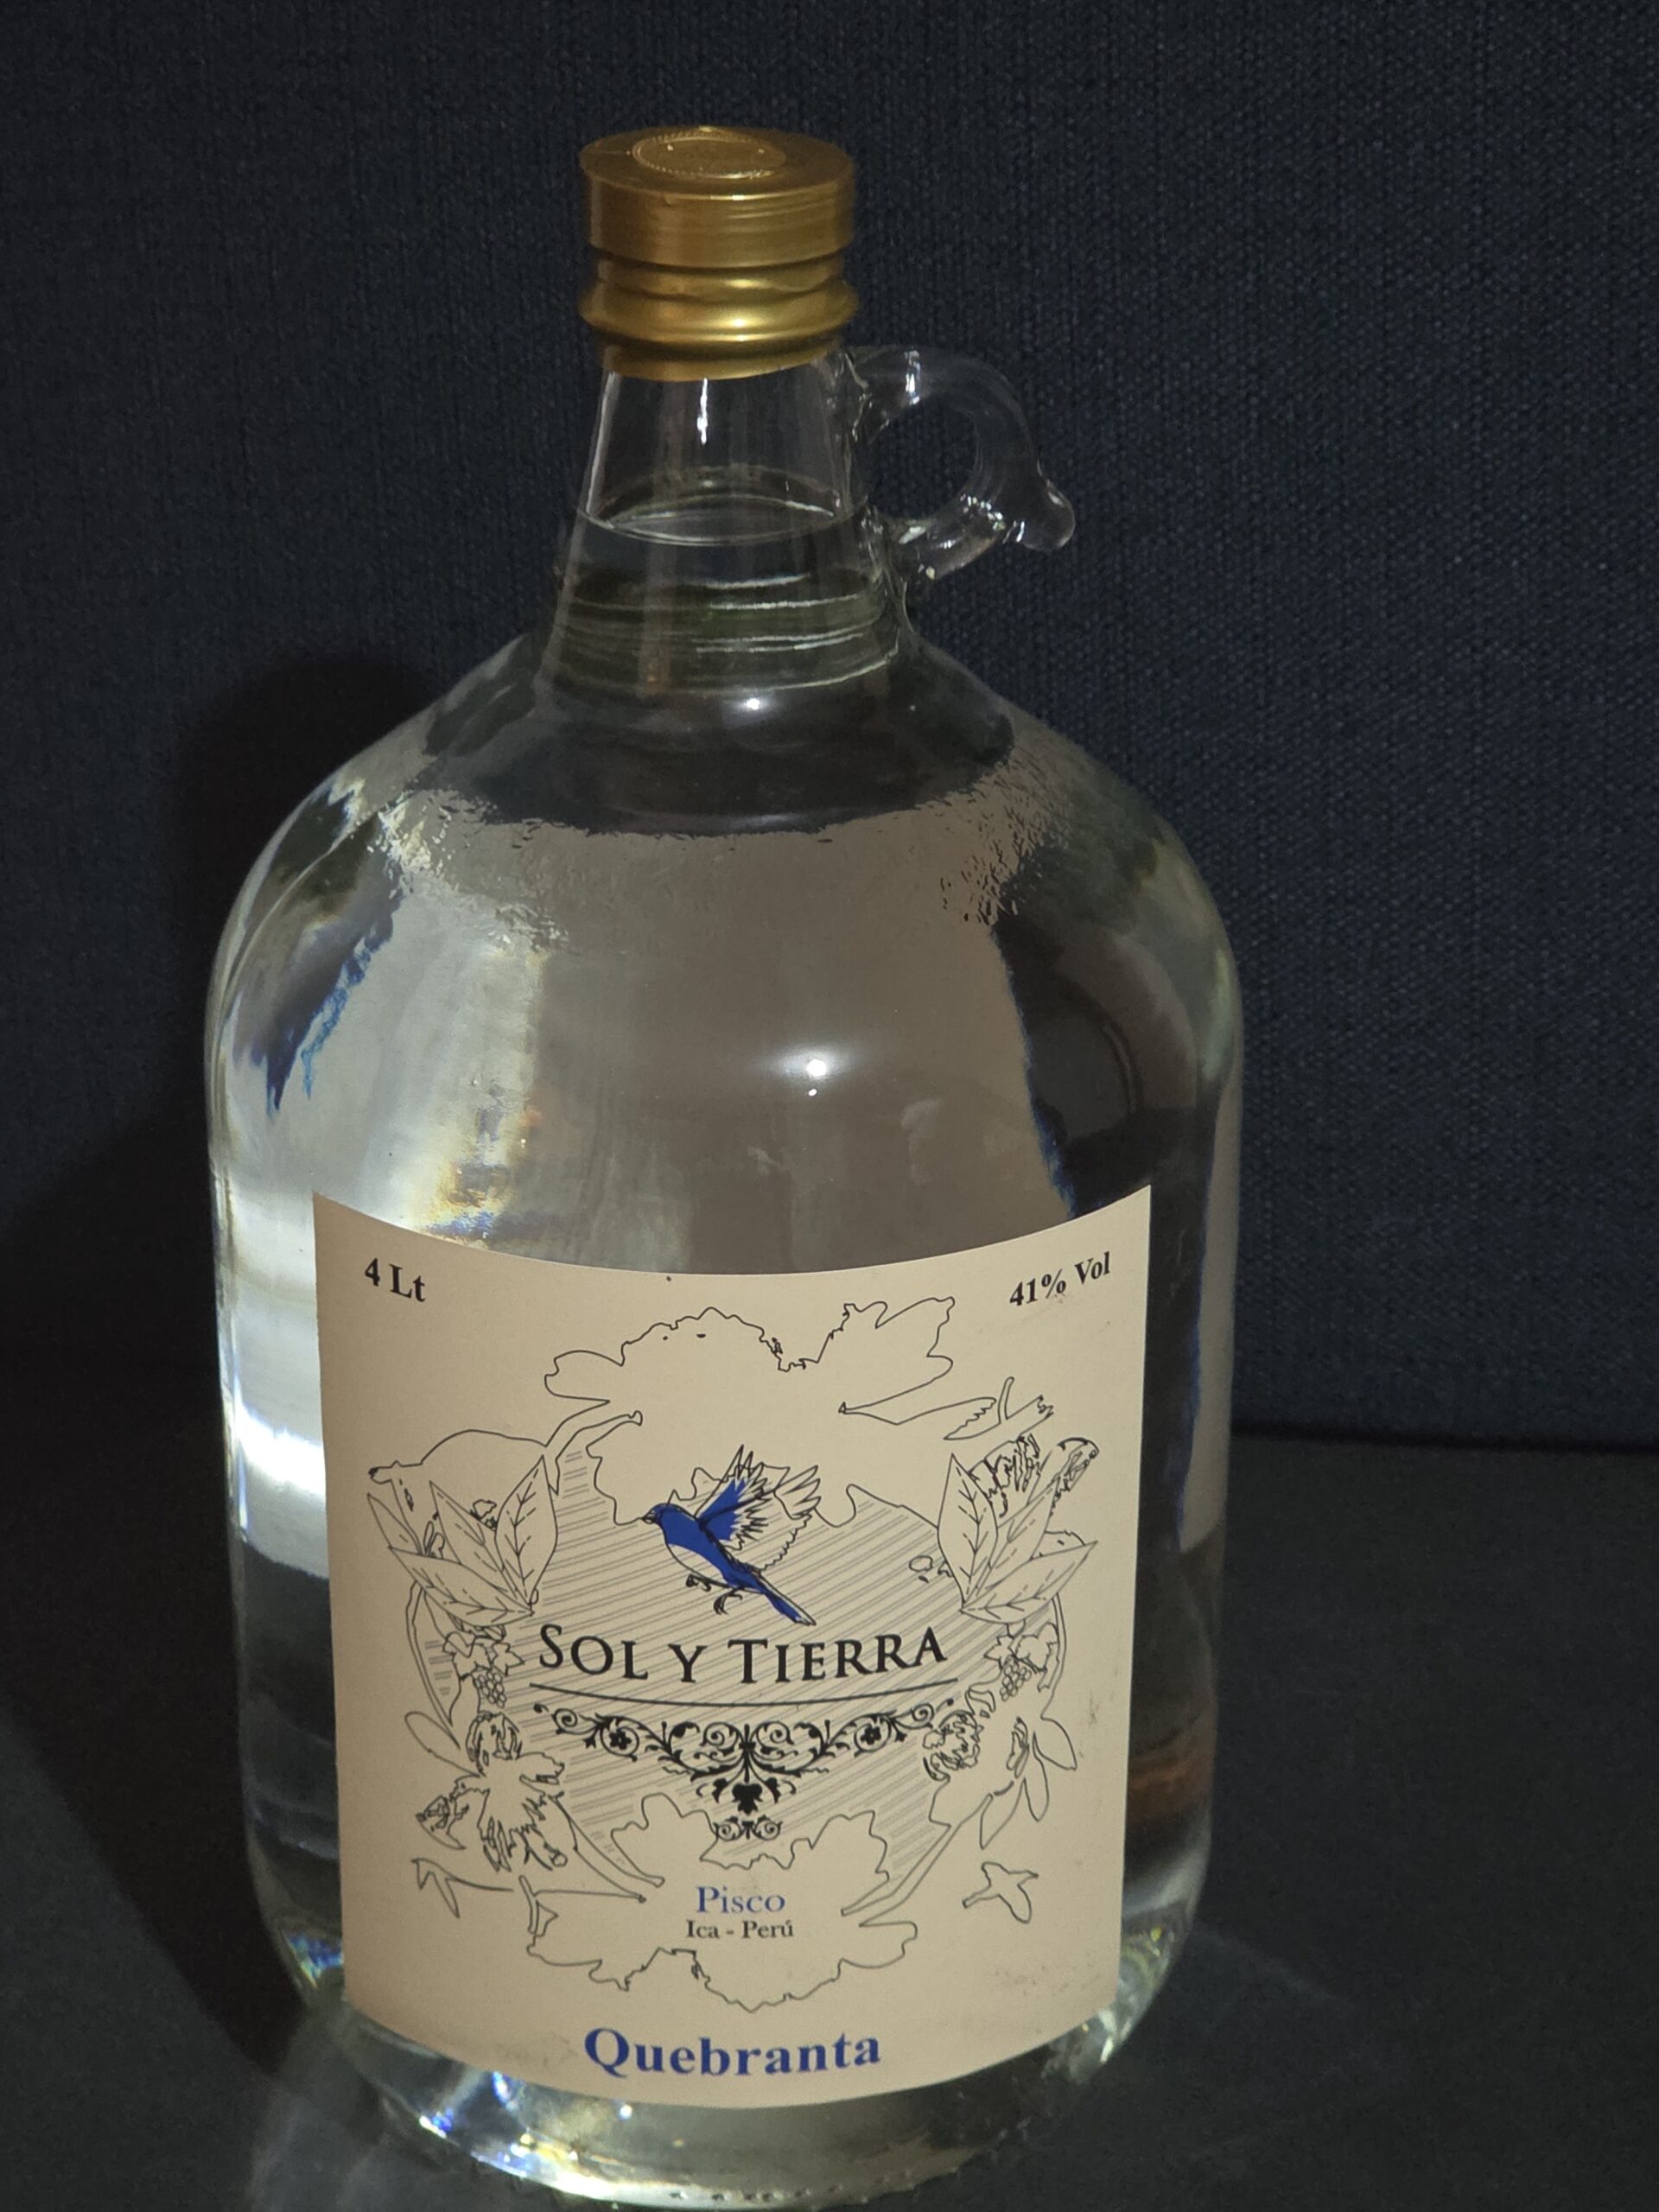 4 Lt
41% Vol
SOL Y TIERRA
Pisco
Ica - Perú
Quebranta